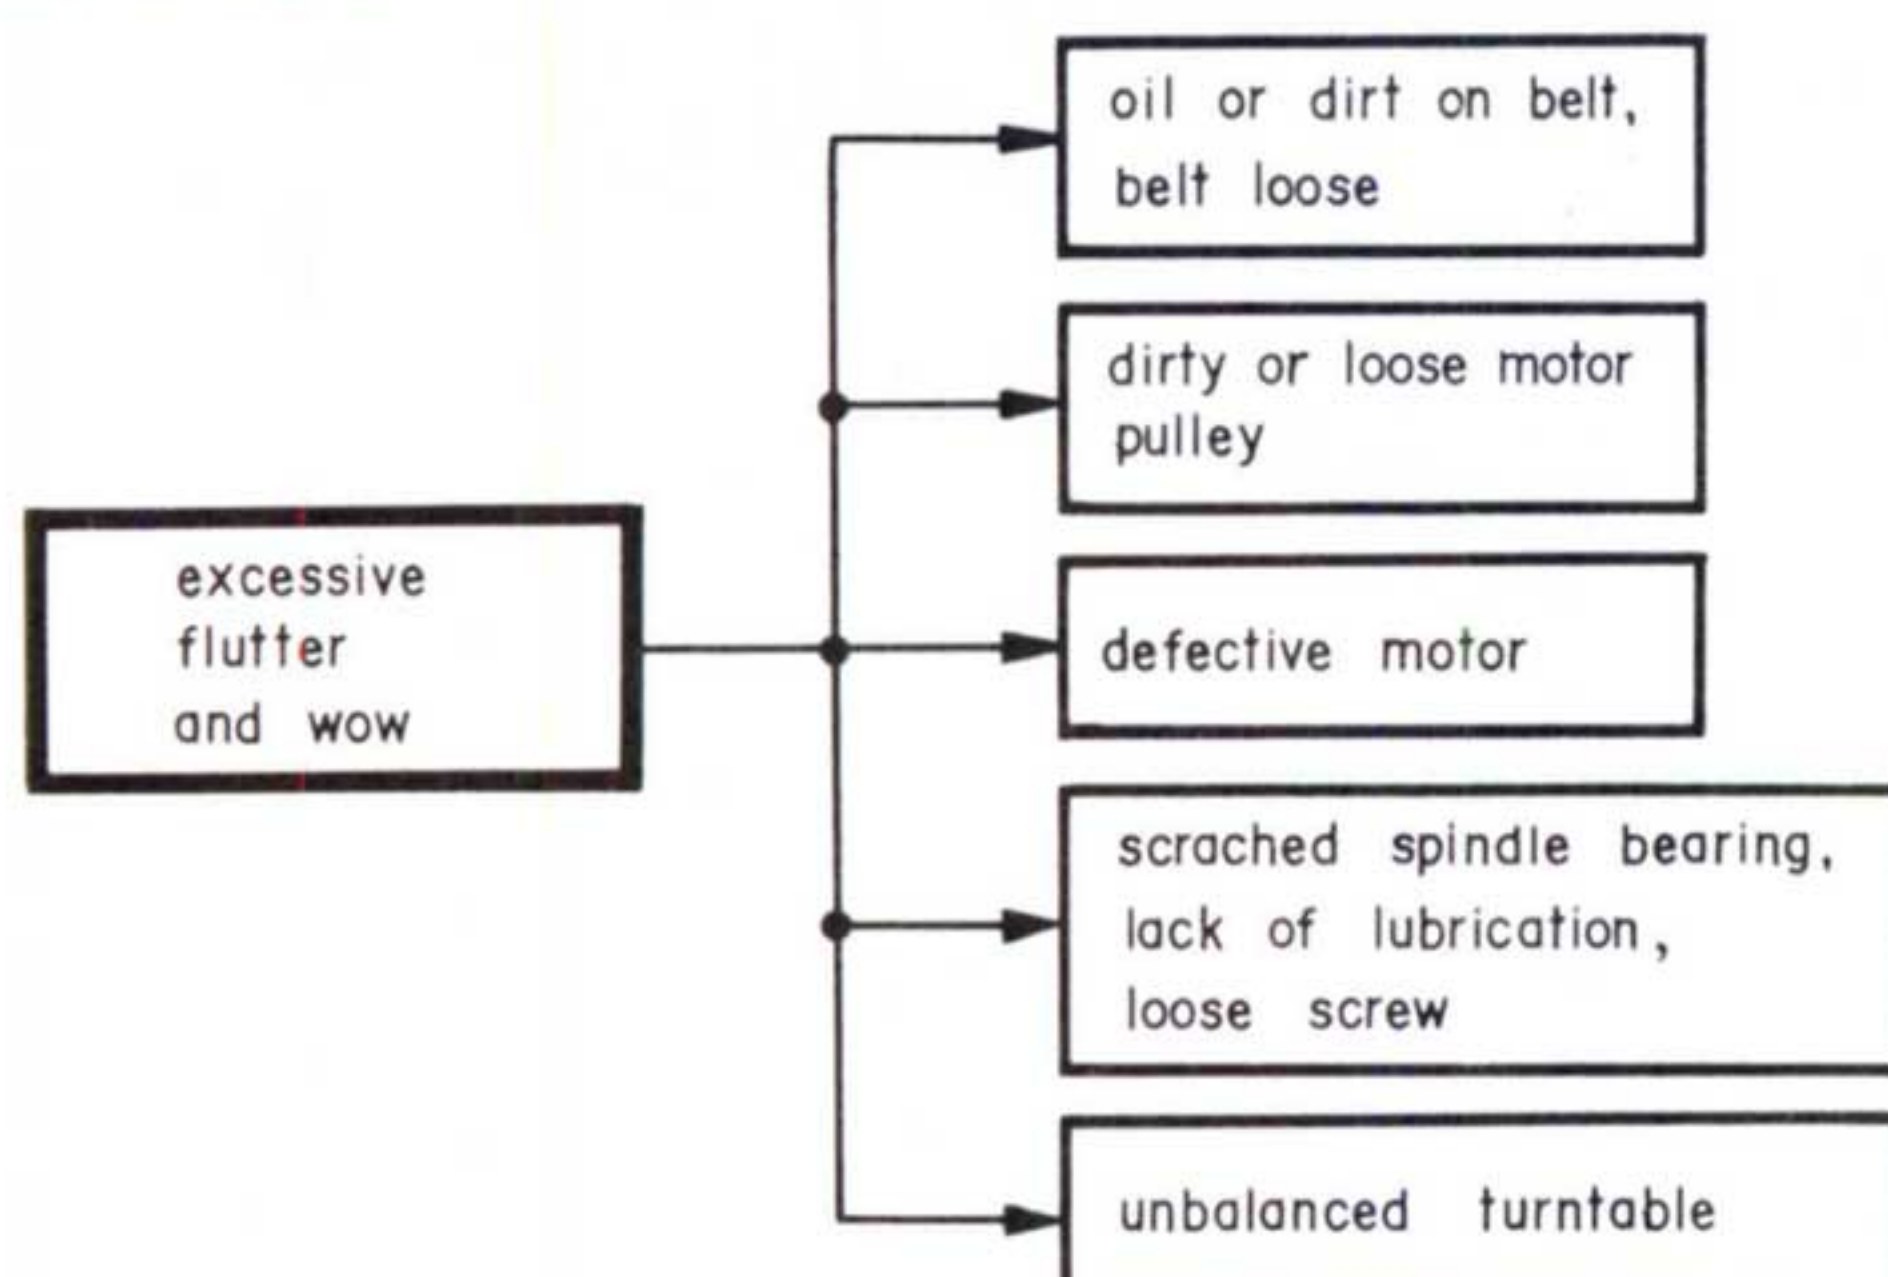 oil or dirt on belt,
belt loose
dirty or loose motor
pulley
excessive
flutter
and wow
defective motor
scrached spindle bearing,
lack of lubrication,
loose screw
unbalanced turntable